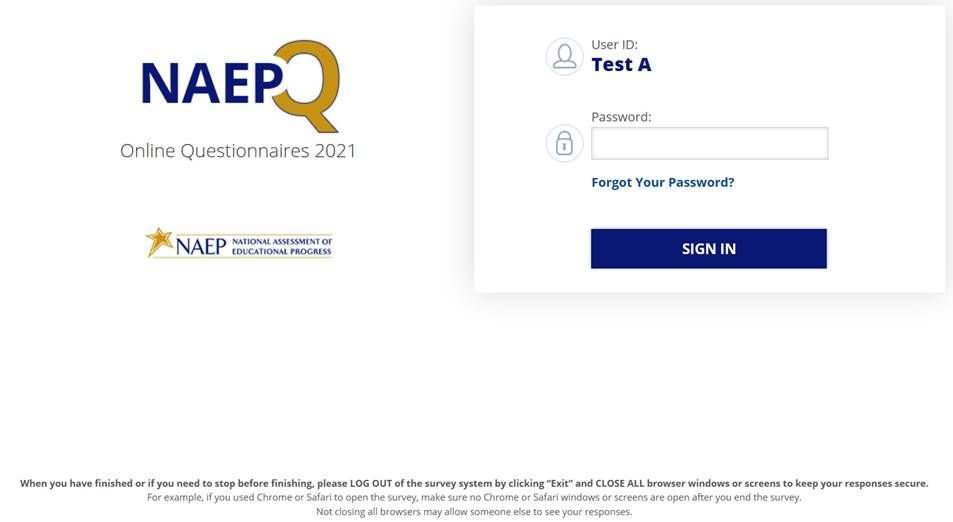 NAEPQ
Online Questionnaires 2021
NAEP NATIONAL ASSESSMENT OF
EDUCATIONAL PROGRESS
User ID:
Test A
Password:
Forgot Your Password?
SIGN IN
When you have finished or if you need to stop before finishing, please LOG OUT of the survey system by clicking “Exit” and CLOSE ALL browser windows or screens to keep your responses secure.
For example, if you used Chrome or Safari to open the survey, make sure no Chrome or Safari windows or screens are open after you end the survey.
Not closing all browsers may allow someone else to see your responses.